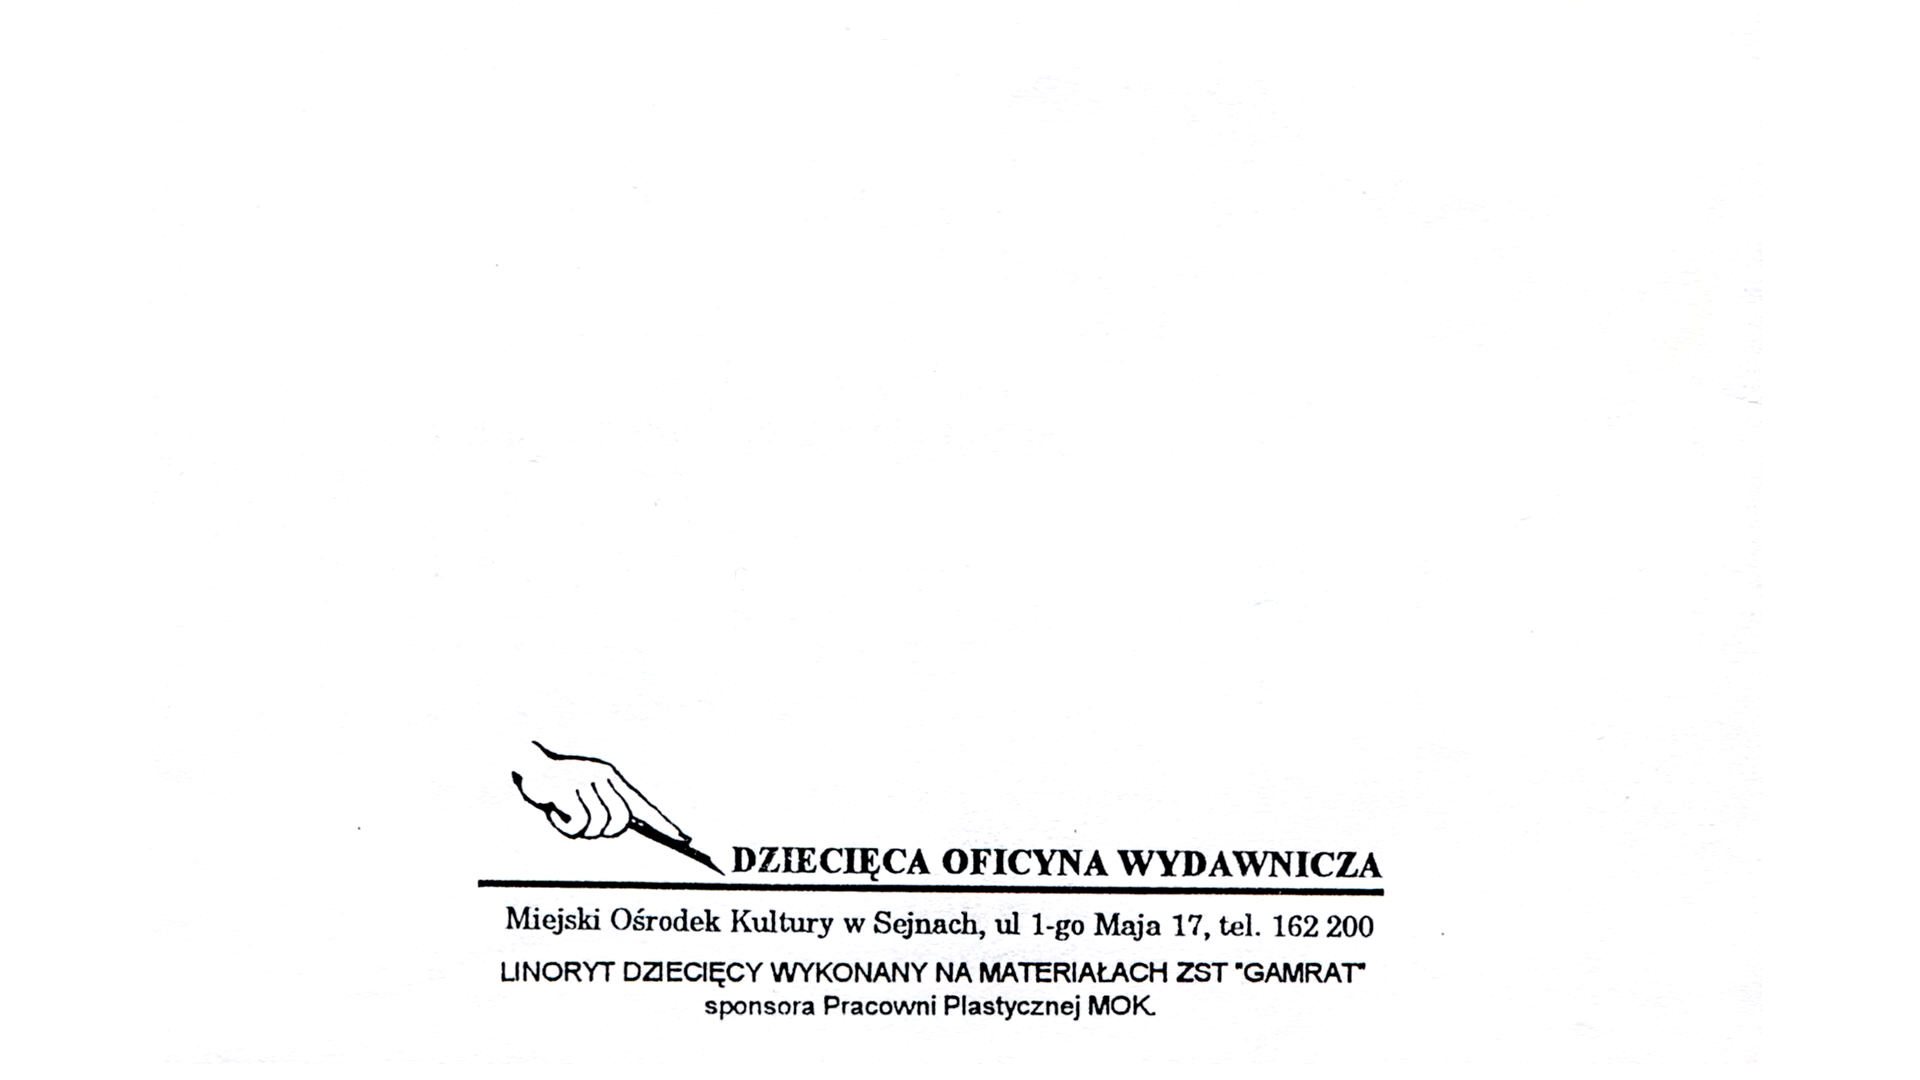 DZIECIĘCA OFICYNA WYDAWNICZA
Miejski Ośrodek Kultury w Sejnach, ul 1-go Maja 17, tel. 162 200
LINORYT DZIECIĘCY WYKONANY NA MATERIAŁACH ZST "GAMRAT"
sponsora Pracowni Plastycznej MOK.